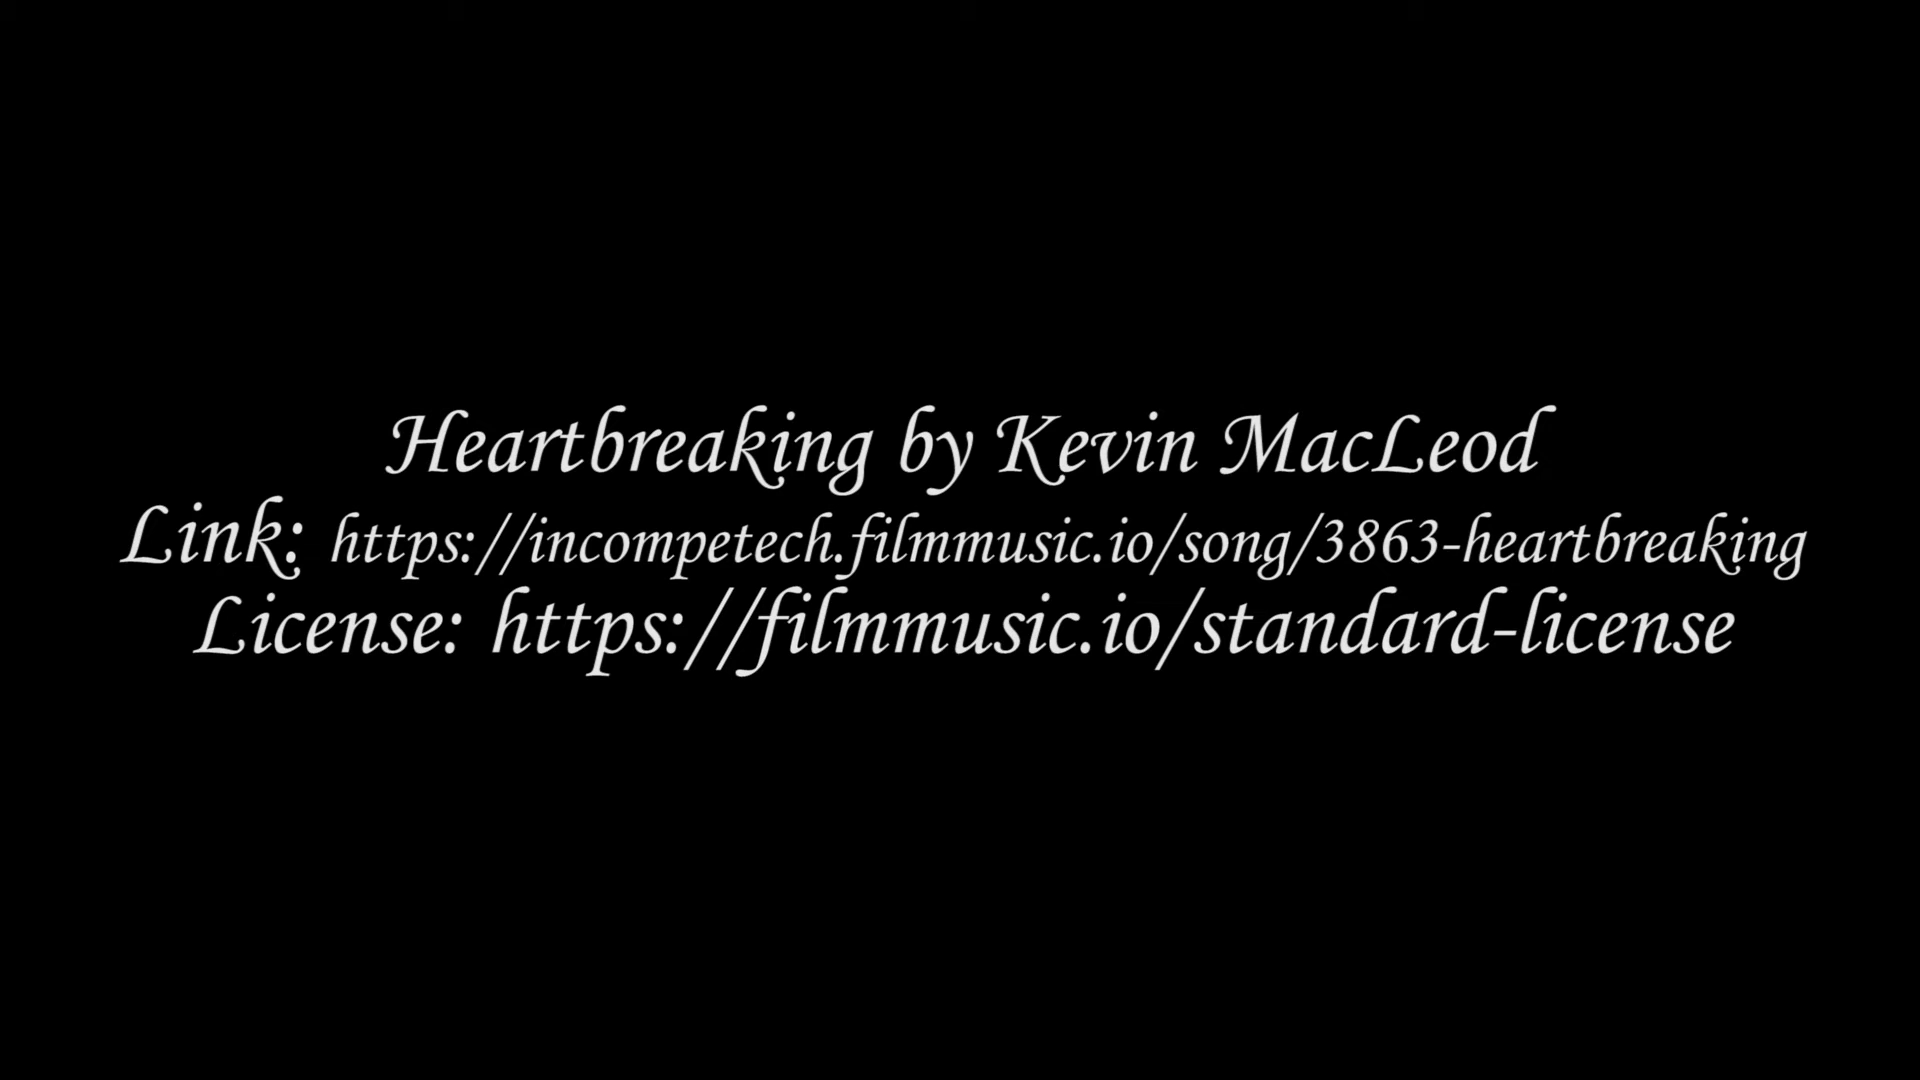 Heartbreaking by Kevin MacLeod
Link: https://incompetech.filmmusic.io/song/3863-heartbreaking
License: https://filmmusic.io/standard-license